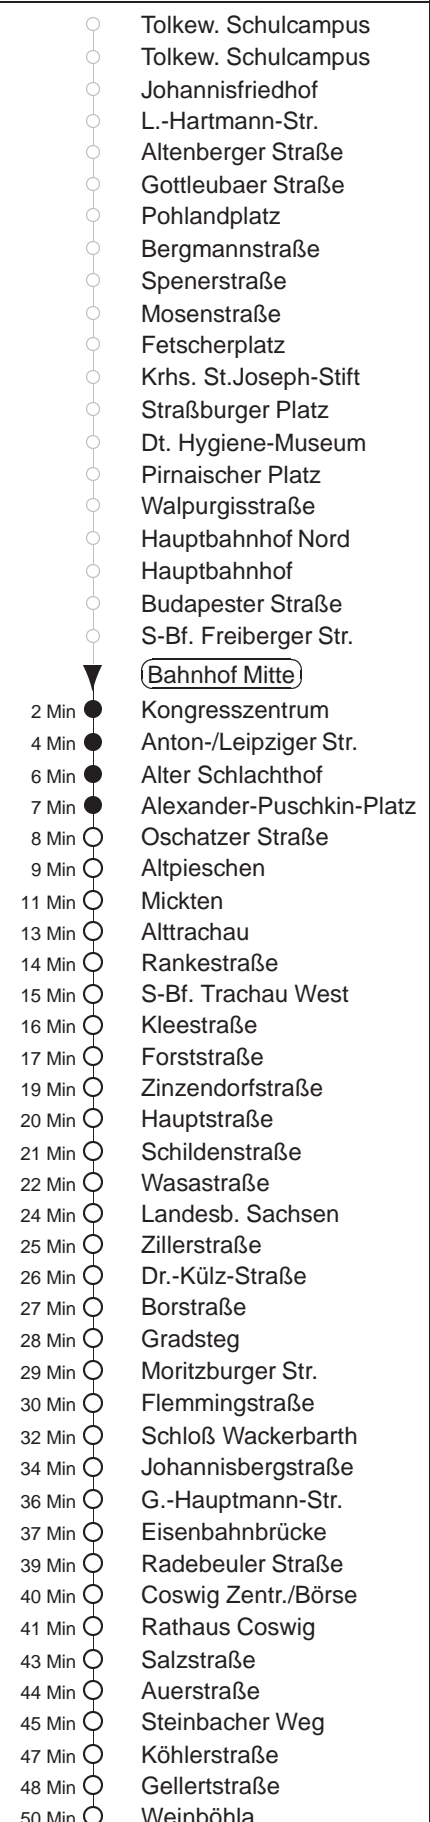 Tolkew. Schulcampus
Tolkew. Schulcampus
Johannisfriedhof
L.-Hartmann-Str.
Altenberger Straße
Gottleubaer Straße
Pohlandplatz
Bergmannstraße
Spenerstraße
Mosenstraße
Fetscherplatz
Krhs. St.Joseph-Stift
Straßburger Platz
Dt. Hygiene-Museum
Pirnaischer Platz
Walpurgisstraße
Hauptbahnhof Nord
Hauptbahnhof
Budapester Straße
S-Bf. Freiberger Str.
Bahnhof Mitte
2 Min Kongresszentrum
4 Min Anton-/Leipziger Str.
6 Min Alter Schlachthof
7 Min Alexander-Puschkin-Platz
8 Min Oschatzer Straße
9 Min Altpieschen
11 Min Mickten
13 Min Alttrachau
14 Min Rankestraße
15 Min S-Bf. Trachau West
16 Min Kleestraße
17 Min Forststraße
19 Min Zinzendorfstraße
20 Min Hauptstraße
21 Min Schildenstraße
22 Min Wasastraße
24 Min Landesb. Sachsen
25 Min Zillerstraße
26 Min Dr.-Külz-Straße
27 Min Borstraße
28 Min Gradsteg
29 Min Moritzburger Str.
30 Min Flemmingstraße
32 Min Schloß Wackerbarth
34 Min Johannisbergstraße
36 Min G.-Hauptmann-Str.
37 Min Eisenbahnbrücke
39 Min Radebeuler Straße
40 Min Coswig Zentr./Börse
41 Min Rathaus Coswig
43 Min Salzstraße
44 Min Auerstraße
45 Min Steinbacher Weg
47 Min Köhlerstraße
48 Min Gellertstraße
50 Min Weinböhla